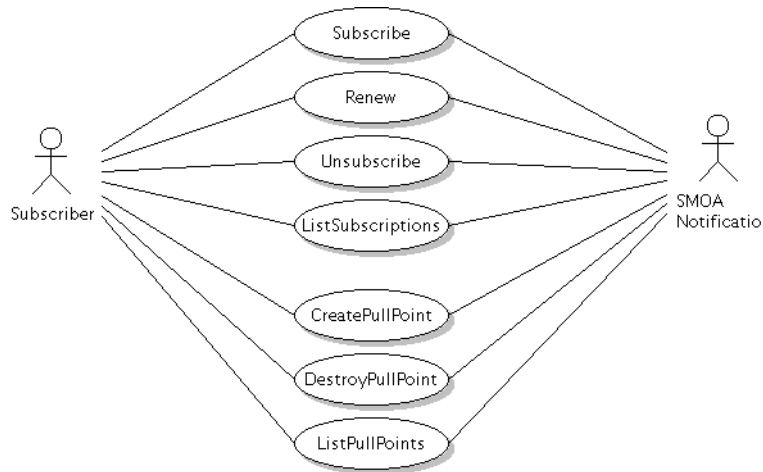 Subscribe
Renew
Unsubscribe
Subscriber
ListSubscriptions
SMOA
Notificatio
CreatePullPoint
DestroyPullPoint
ListPullPoints